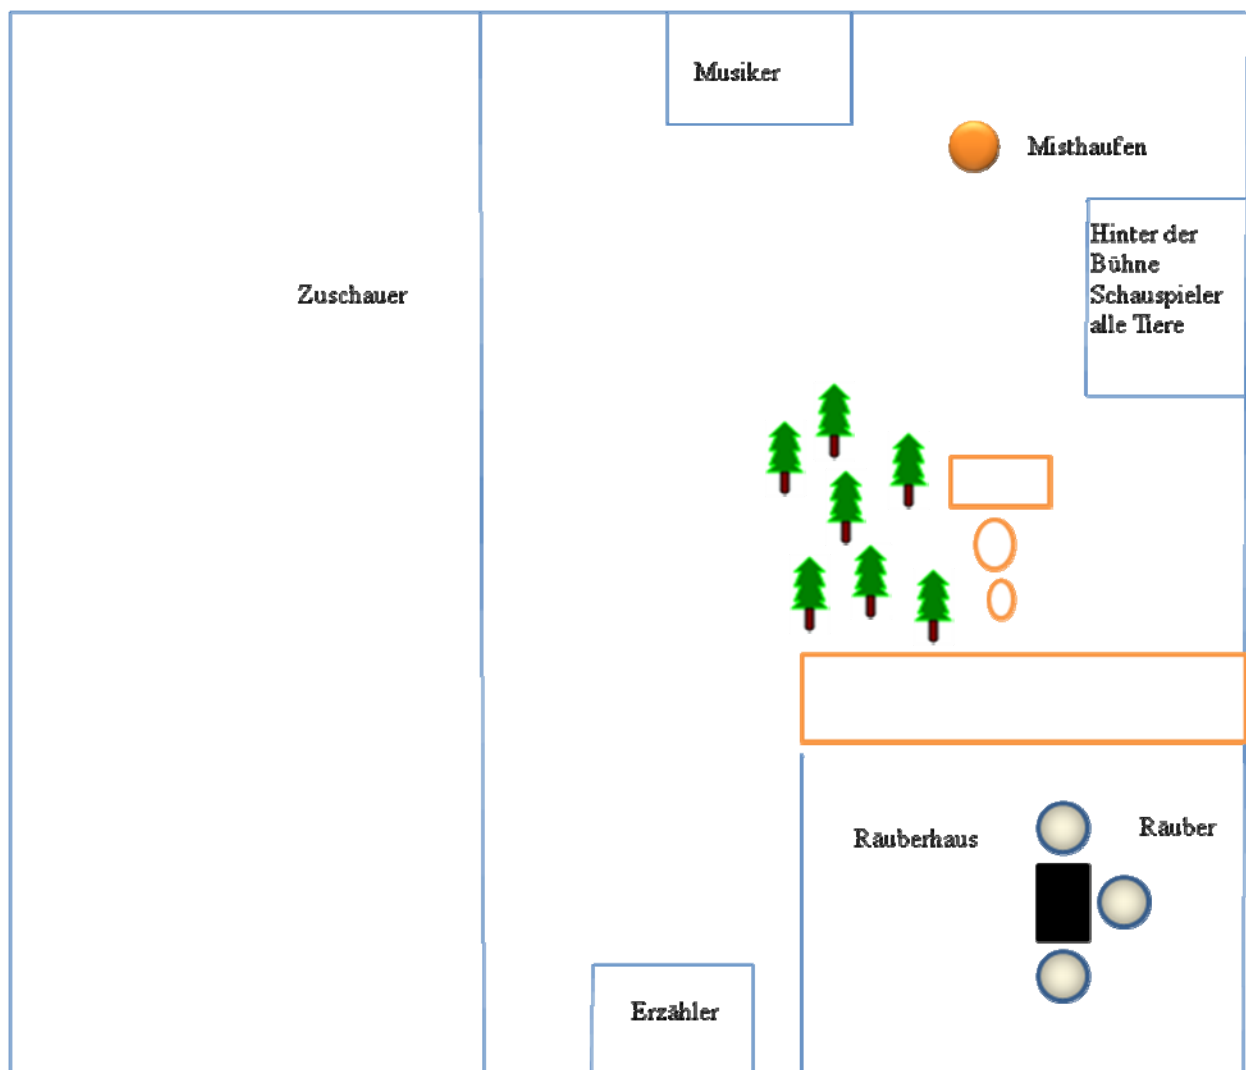 Musiker
Misthaufen
Hinter der
Bühne
Schauspieler
alle Tiere
Zuschauer
Räuberhaus
Räuber
Erzähler